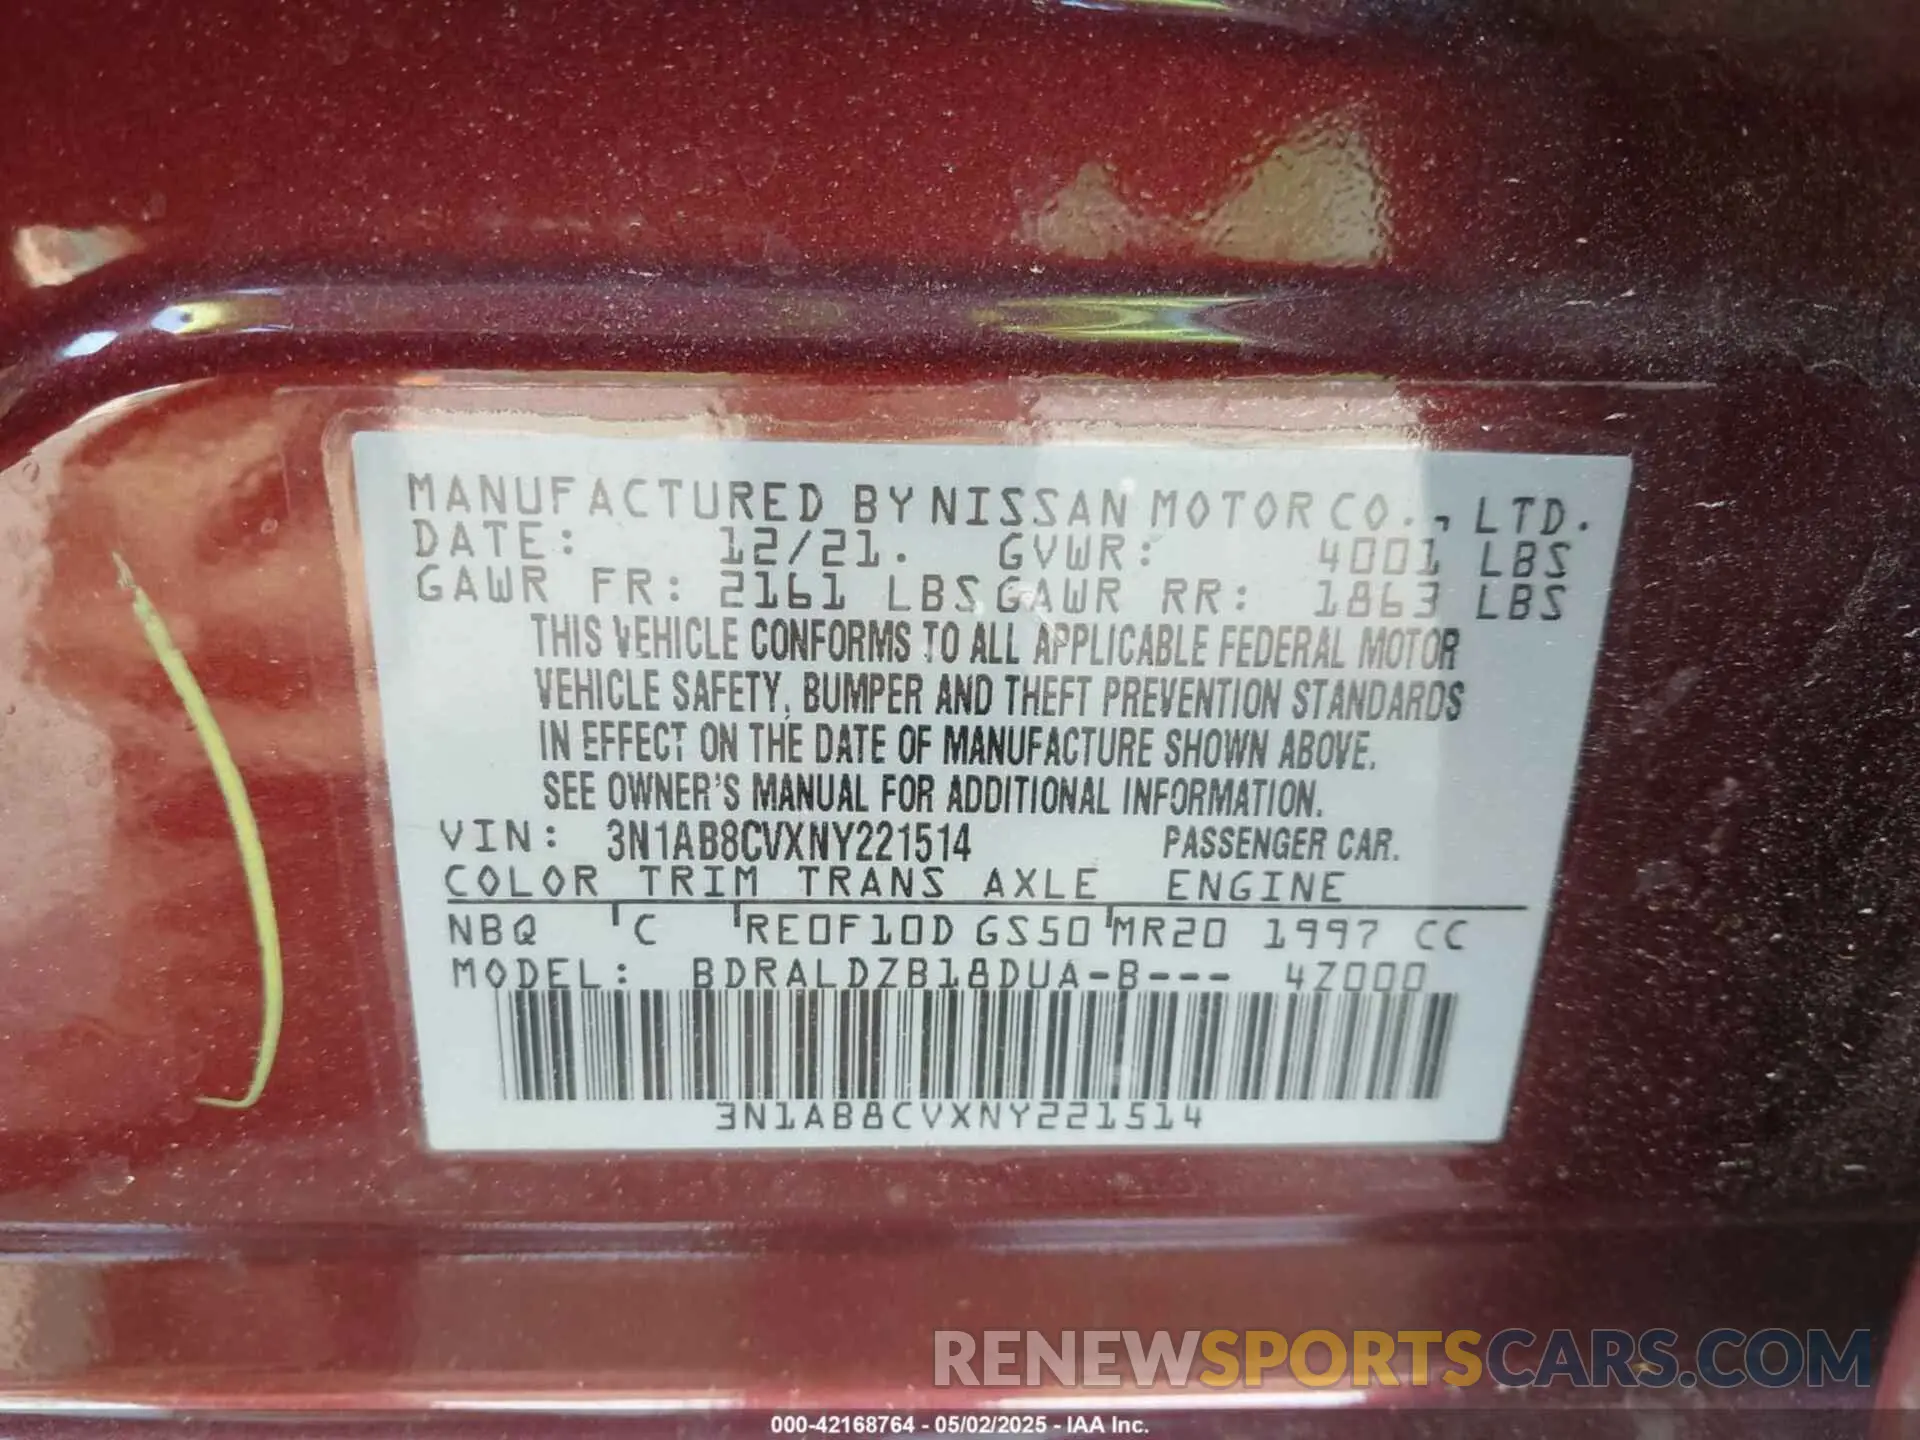 MANUFACTURED BY NISSAN MOTOR CO., LTD.
DATE: 12/21. GVWR: 4001 LBS
GAWR FR: 2161 LBS GAWR RR: 1863 LBS
THIS VEHICLE CONFORMS TO ALL APPLICABLE FEDERAL MOTOR
VEHICLE SAFETY, BUMPER AND THEFT PREVENTION STANDARDS
IN EFFECT ON THE DATE OF MANUFACTURE SHOWN ABOVE.
SEE OWNER'S MANUAL FOR ADDITIONAL INFORMATION.
VIN: 3N1AB8CVXNY221514 PASSENGER CAR.
COLOR TRIM TRANS AXLE ENGINE
NBQ C RE0F10D GS50 MR20 1997 CC
MODEL: BDRALDZB18DUA-B--- 4Z000
3N1AB8CVXNY221514
RENEWSPORTSCARS.COM
000-42168764 - 05/02/2025 - IAA Inc.